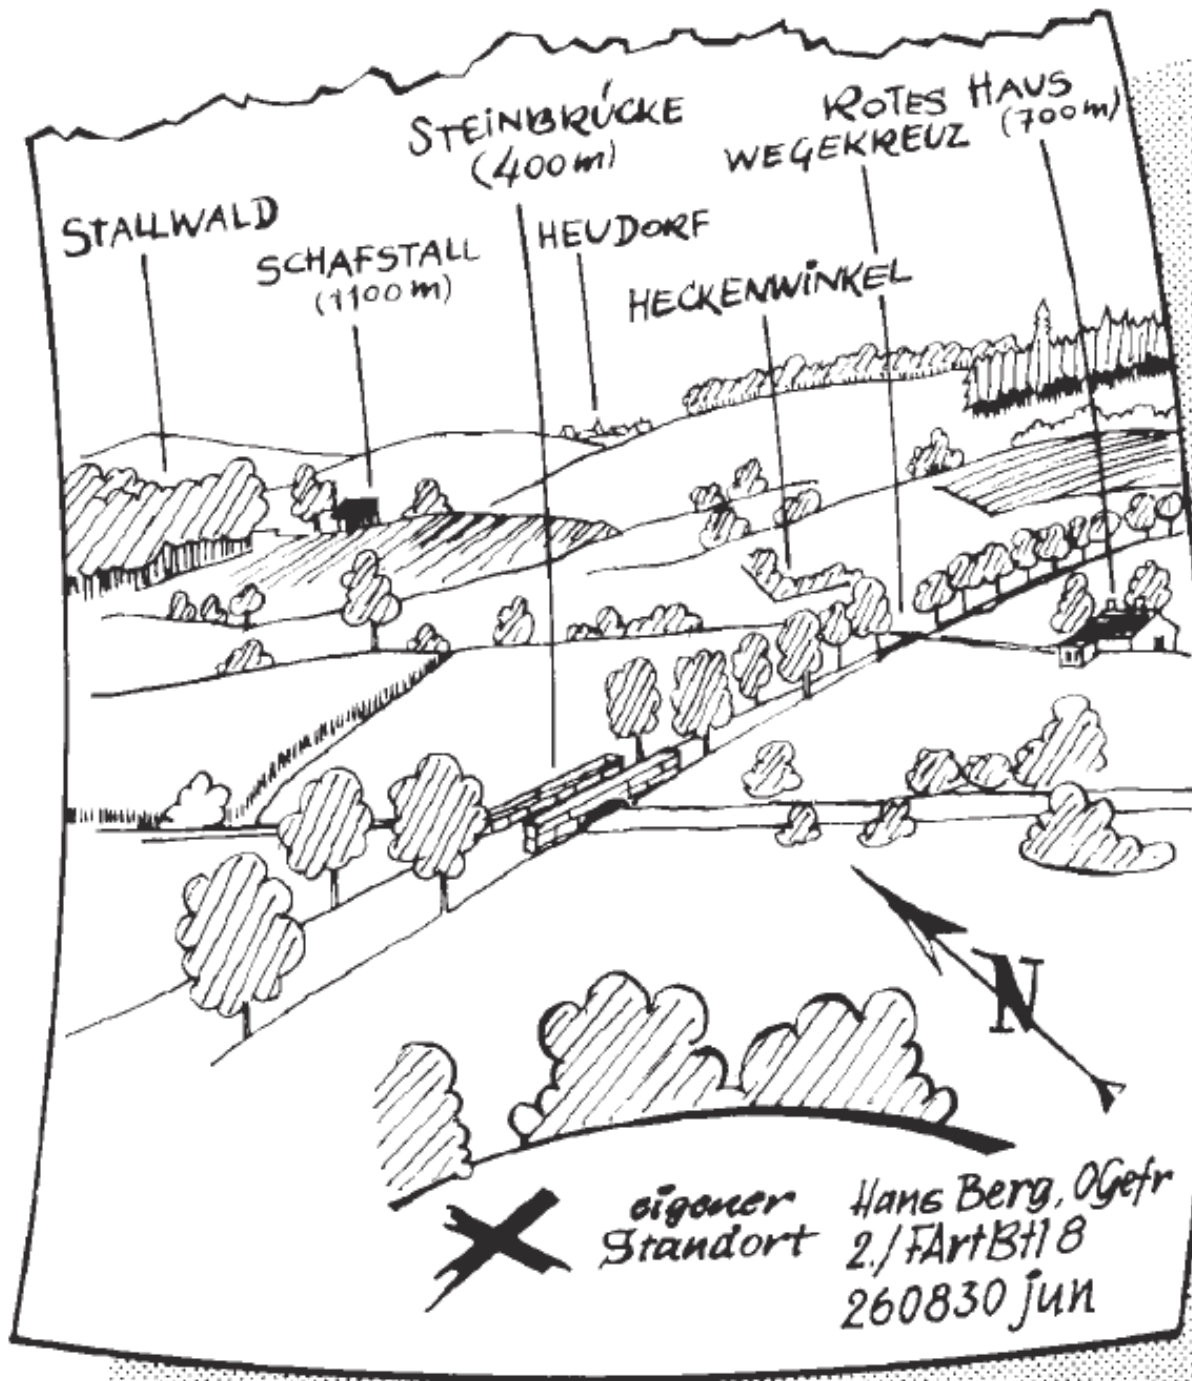 STEINBRÜCKE
(400m)
ROTES HAUS
(700m)
WEGEKREUZ
STALLWALD
SCHAFSTALL
(1100m)
HEUDORF
HECKENWINKEL
N
eigener
Standort
Hans Berg, OGefr
2./FArtBtl 8
260830 jun